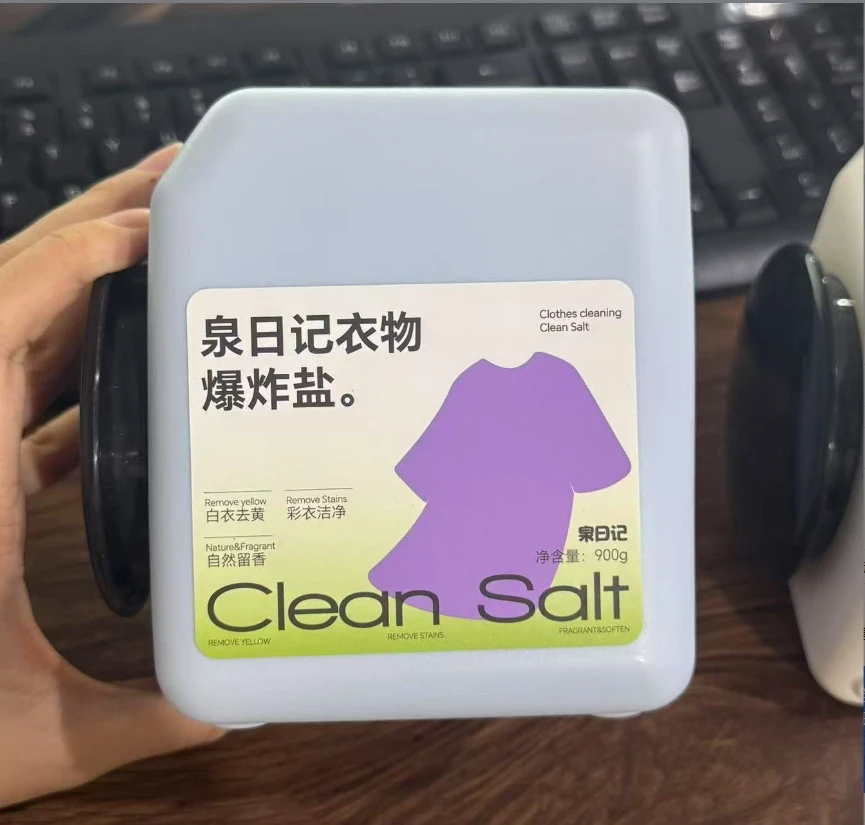 泉日记衣物
爆炸盐。
Clothes cleaning
Clean Salt
Remove yellow
白衣去黄
Remove Stains
彩衣洁净
Nature&Fragrant
自然留香
泉日记
净含量：900g
Clean Salt
REMOVE YELLOW
REMOVE STAINS
FRAGRANT&SOFTEN